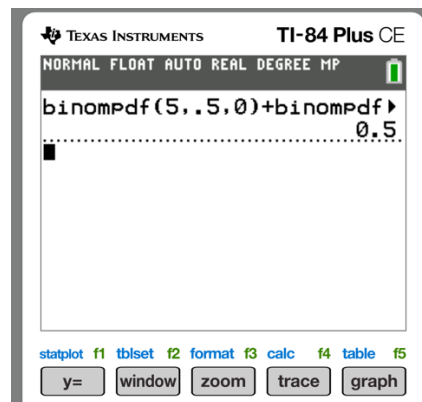 TEXAS INSTRUMENTS TI-84 Plus CE
NORMAL FLOAT AUTO REAL DEGREE MP
binompdf(5,.5,0)+binompdf▶
0.5
statplot f1 tblset f2 format f3 calc f4 table f5
y= window zoom trace graph